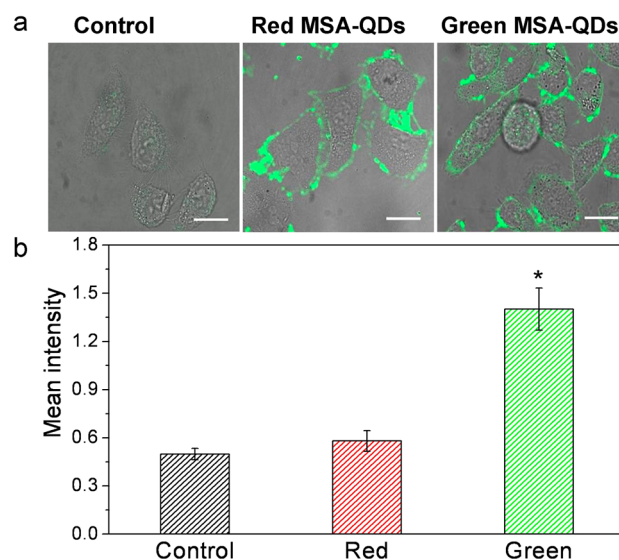 a
Control Red MSA-QDs Green MSA-QDs
b
Mean intensity
1.8
1.5
1.2
0.9
0.6
0.3
0.0
*
Control Red Green